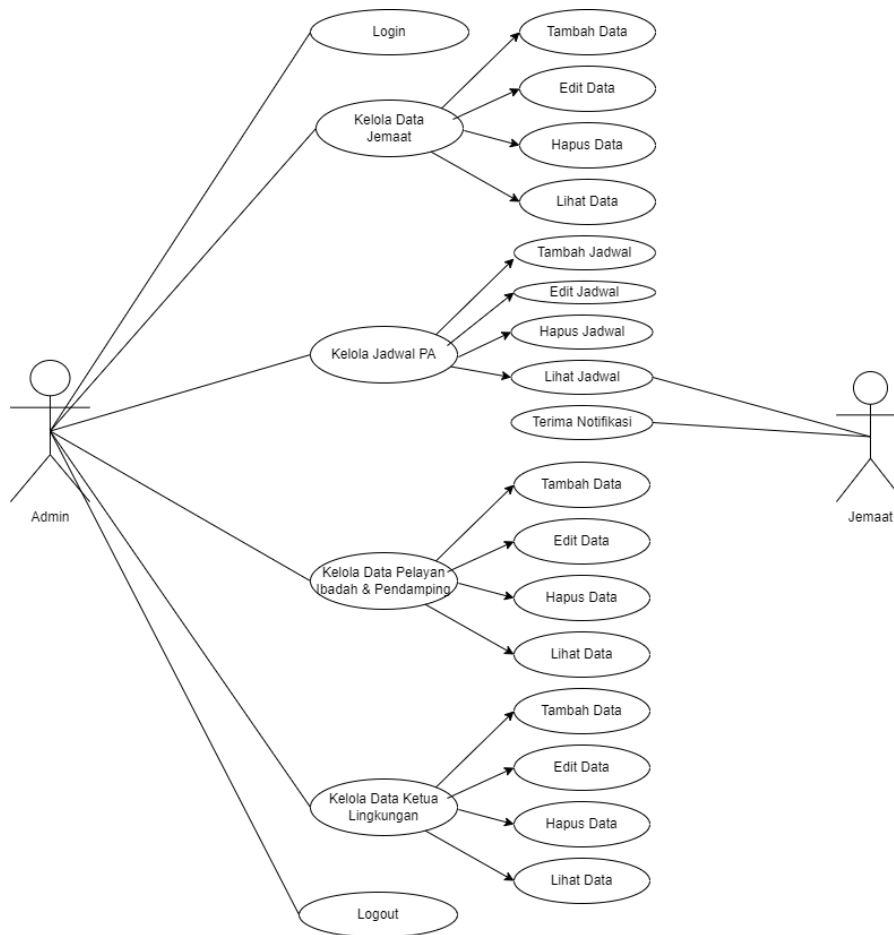 Login
Tambah Data
Edit Data
Kelola Data
Jemaat
Hapus Data
Lihat Data
Tambah Jadwal
Edit Jadwal
Hapus Jadwal
Kelola Jadwal PA
Lihat Jadwal
Terima Notifikasi
Admin
Jemaat
Tambah Data
Edit Data
Kelola Data Pelayan
Ibadah & Pendamping
Hapus Data
Lihat Data
Tambah Data
Edit Data
Kelola Data Ketua
Lingkungan
Hapus Data
Lihat Data
Logout